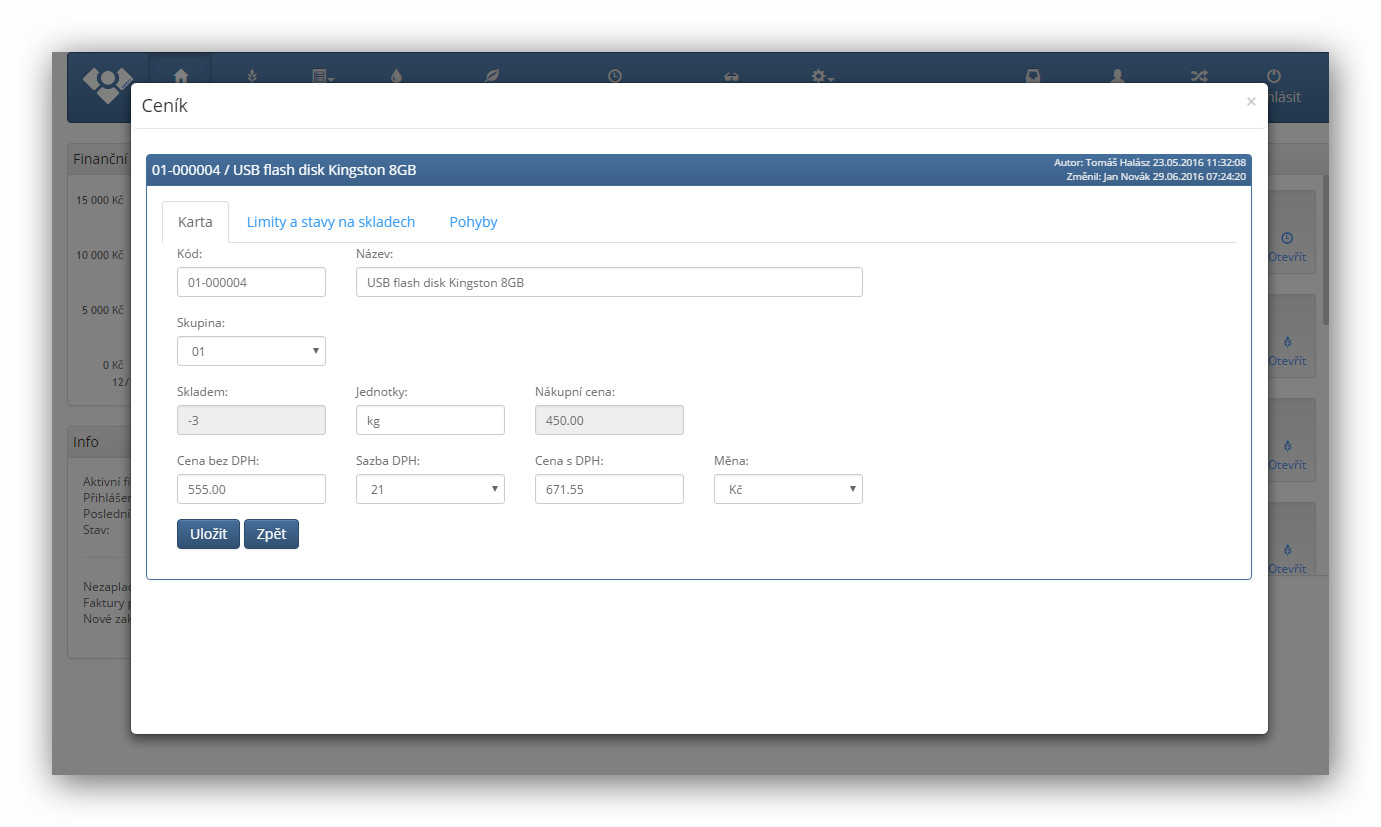 hlásit
Ceník
×
Finanční
15 000 Kč
10 000 Kč
5 000 Kč
0 Kč
12/
01-000004 / USB flash disk Kingston 8GB
Autor: Tomáš Halász 23.05.2016 11:32:08
Změnil: Jan Novák 29.06.2016 07:24:20
Karta Limity a stavy na skladech Pohyby
Kód: Název:
01-000004 USB flash disk Kingston 8GB
Skupina:
01
Skladem: Jednotky: Nákupní cena:
-3 kg 450.00
Cena bez DPH: Sazba DPH: Cena s DPH: Měna:
555.00 21 671.55 Kč
Uložit Zpět
Info
Aktivní fi
Přihlášen
Poslední
Stav:
Nezaplac
Faktury p
Nové zak
Otevřít
Otevřít
Otevřít
Otevřít